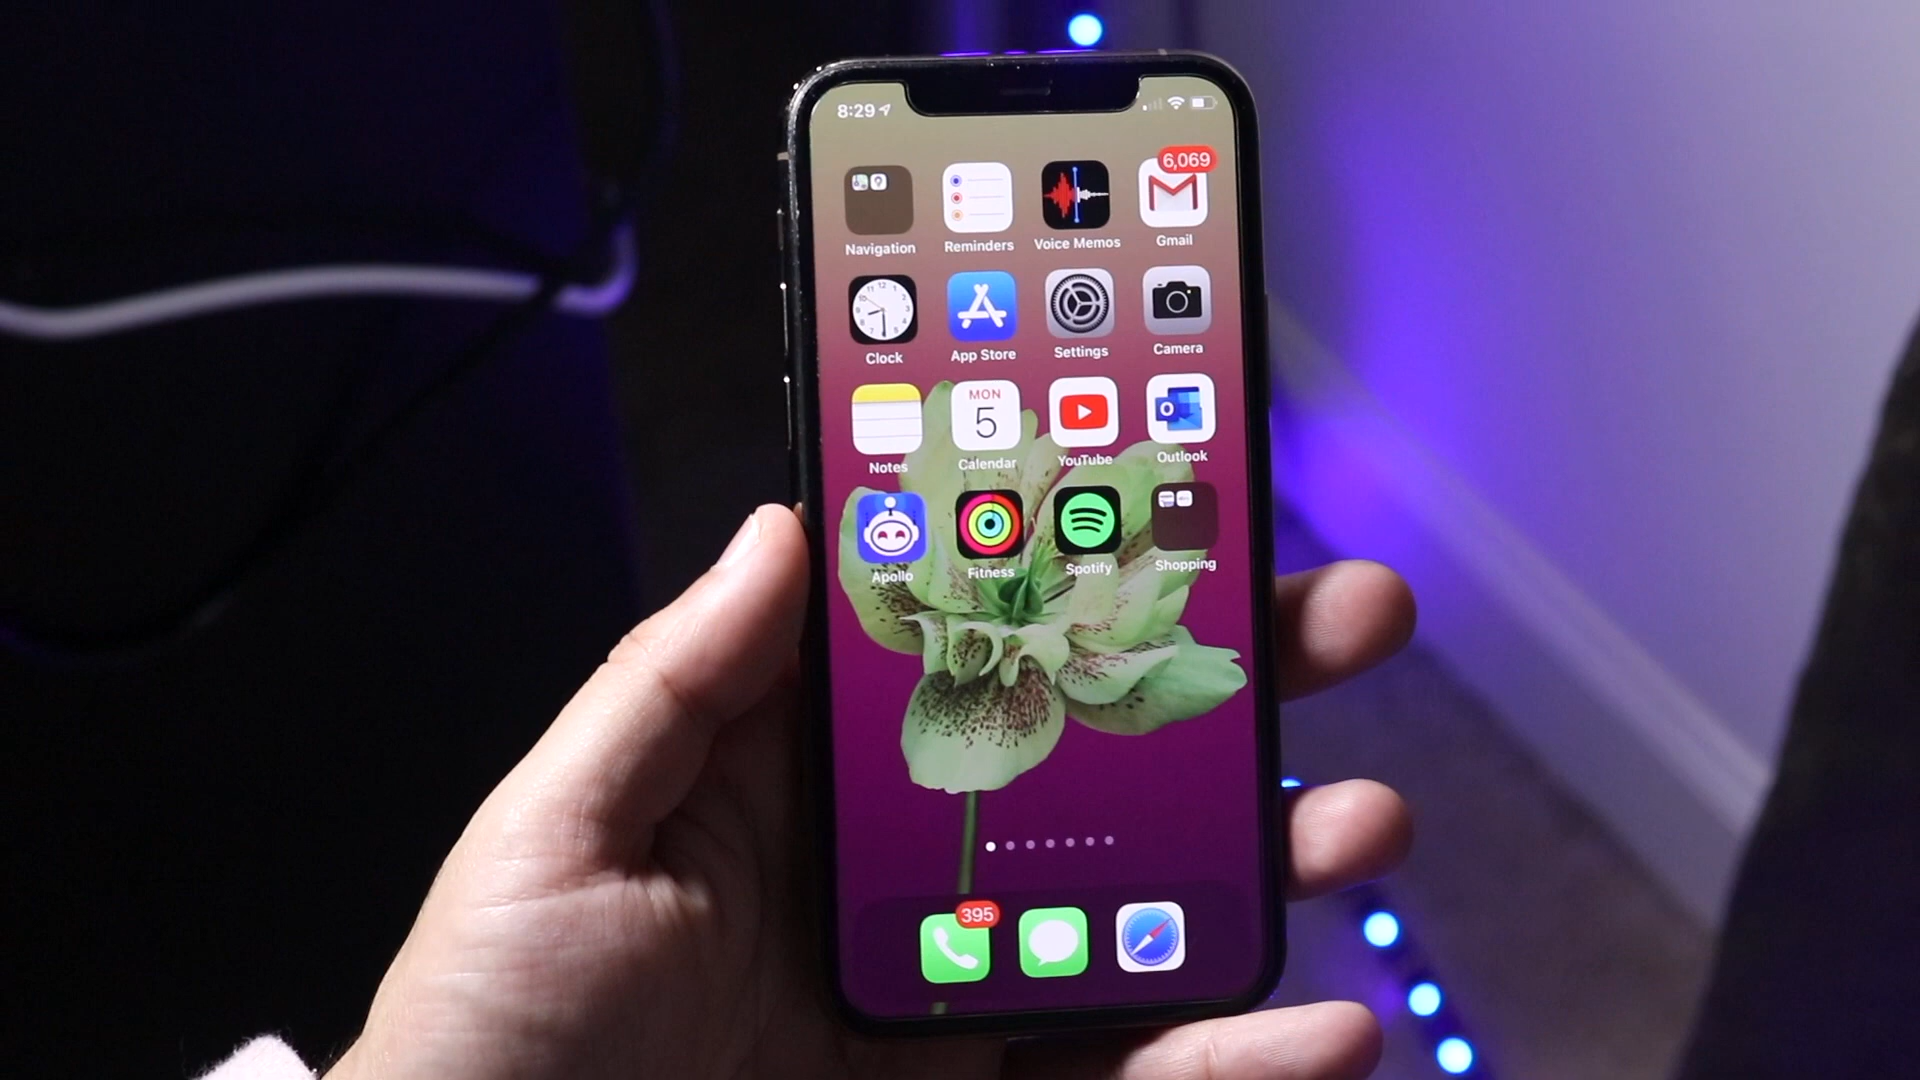 8:29
6,069
Navigation Reminders Voice Memos Gmail
Clock App Store Settings Camera
MON
5
Notes Calendar YouTube Outlook
Apollo Fitness Spotify Shopping
395